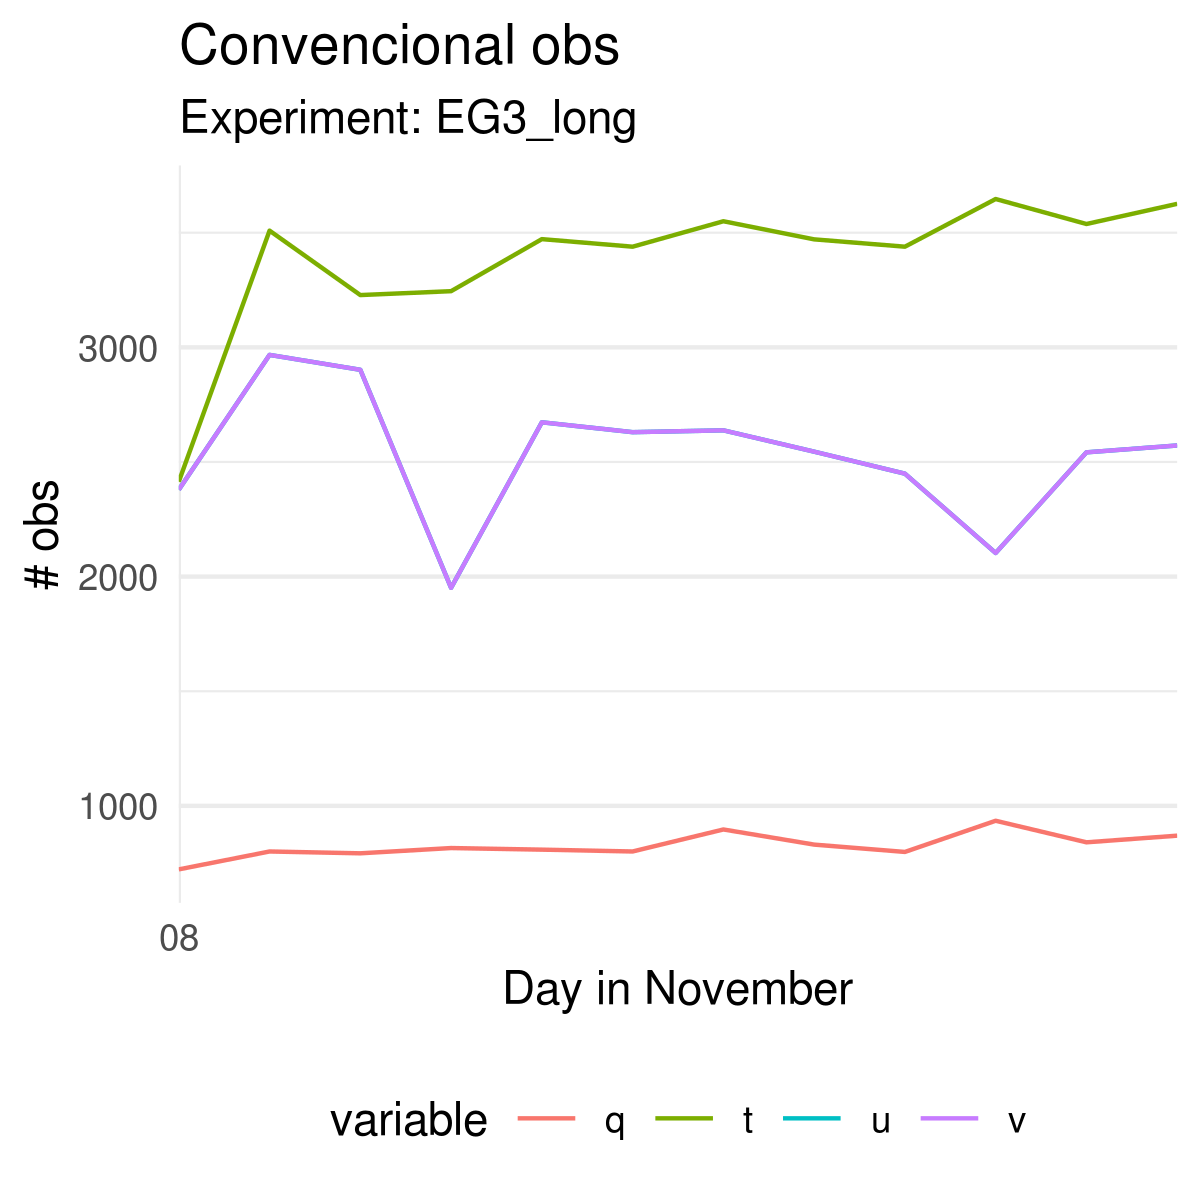 Convencional obs
Experiment: EG3_long
# obs
3000
2000
1000
08
Day in November
variable q t u v